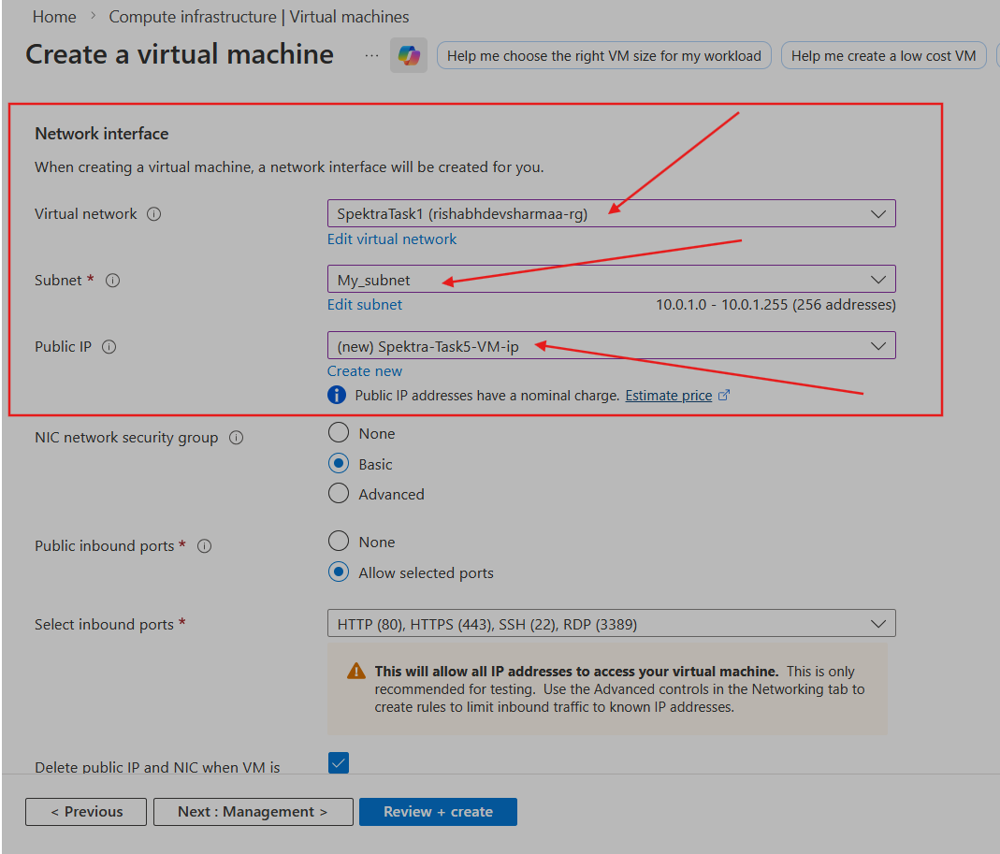 Home > Compute infrastructure | Virtual machines
Create a virtual machine ... Help me choose the right VM size for my workload Help me create a low cost VM
Network interface
When creating a virtual machine, a network interface will be created for you.
Virtual network SpektraTask1 (rishabhdevsharmaa-rg)
Edit virtual network
Subnet * My_subnet
Edit subnet 10.0.1.0 - 10.0.1.255 (256 addresses)
Public IP (new) Spektra-Task5-VM-ip
Create new
Public IP addresses have a nominal charge. Estimate price
NIC network security group None
Basic
Advanced
Public inbound ports * None
Allow selected ports
Select inbound ports * HTTP (80), HTTPS (443), SSH (22), RDP (3389)
This will allow all IP addresses to access your virtual machine. This is only
recommended for testing. Use the Advanced controls in the Networking tab to
create rules to limit inbound traffic to known IP addresses.
Delete public IP and NIC when VM is
< Previous Next : Management > Review + create